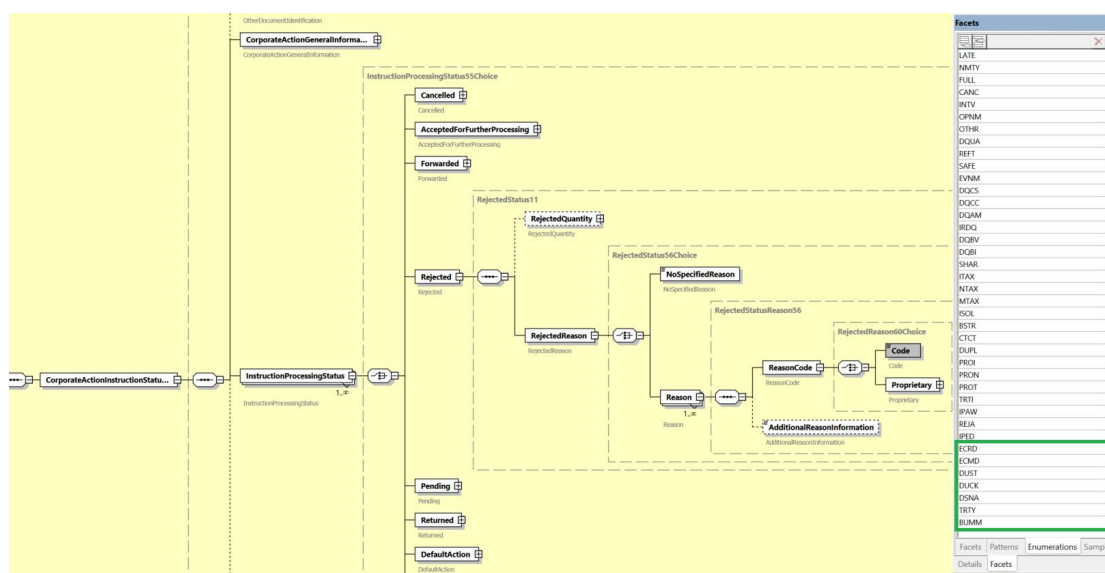 OtherDocumentIdentification
CorporateActionGeneralInforma...
CorporateActionGeneralInformation
InstructionProcessingStatus55Choice
Cancelled
Cancelled
AcceptedForFurtherProcessing
AcceptedForFurtherProcessing
Forwarded
Forwarded
RejectedStatus11
RejectedQuantity
RejectedQuantity
RejectedStatus56Choice
Rejected
Rejected
NoSpecifiedReason
NoSpecifiedReason
RejectedStatusReason56
RejectedReason60Choice
RejectedReason
RejectedReason
Code
Code
ReasonCode
ReasonCode
Proprietary
Proprietary
CorporateActionInstructionStatu...
InstructionProcessingStatus
1..∞
InstructionProcessingStatus
Reason
1..∞
Reason
AdditionalReasonInformation
AdditionalReasonInformation
Pending
Pending
Returned
Returned
DefaultAction
DefaultAction
Facets
LATE
NMTY
FULL
CANC
INTV
OPNM
OTHR
DQUA
REFT
SAFE
EVNM
DQCS
DQCC
DQAM
IRDQ
DQBV
DQBI
SHAR
ITAX
NTAX
MTAX
ISOL
BSTR
CTCT
DUPL
PROI
PRON
PROT
TRTI
IPAW
REJA
IPED
ECRD
ECMD
DUST
DUCK
DSNA
TRTY
BUMM
Facets Patterns Enumerations Samp
Details Facets